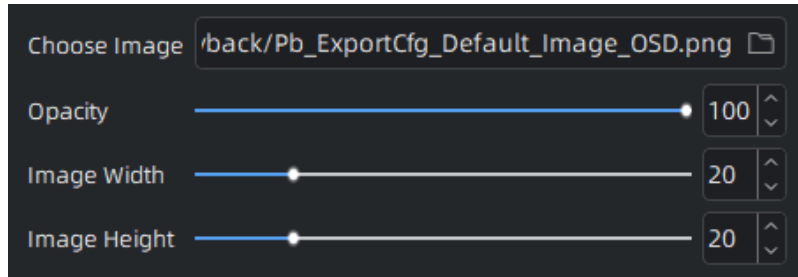 Choose Image /back/Pb_ExportCfg_Default_Image_OSD.png
Opacity 100
Image Width 20
Image Height 20